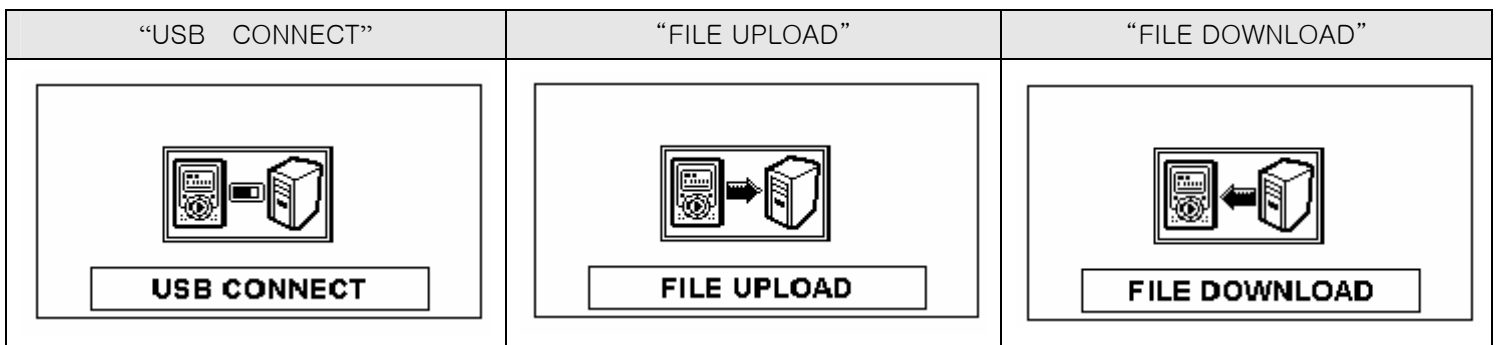 “USB CONNECT”
“FILE UPLOAD”
“FILE DOWNLOAD”
USB CONNECT
FILE UPLOAD
FILE DOWNLOAD